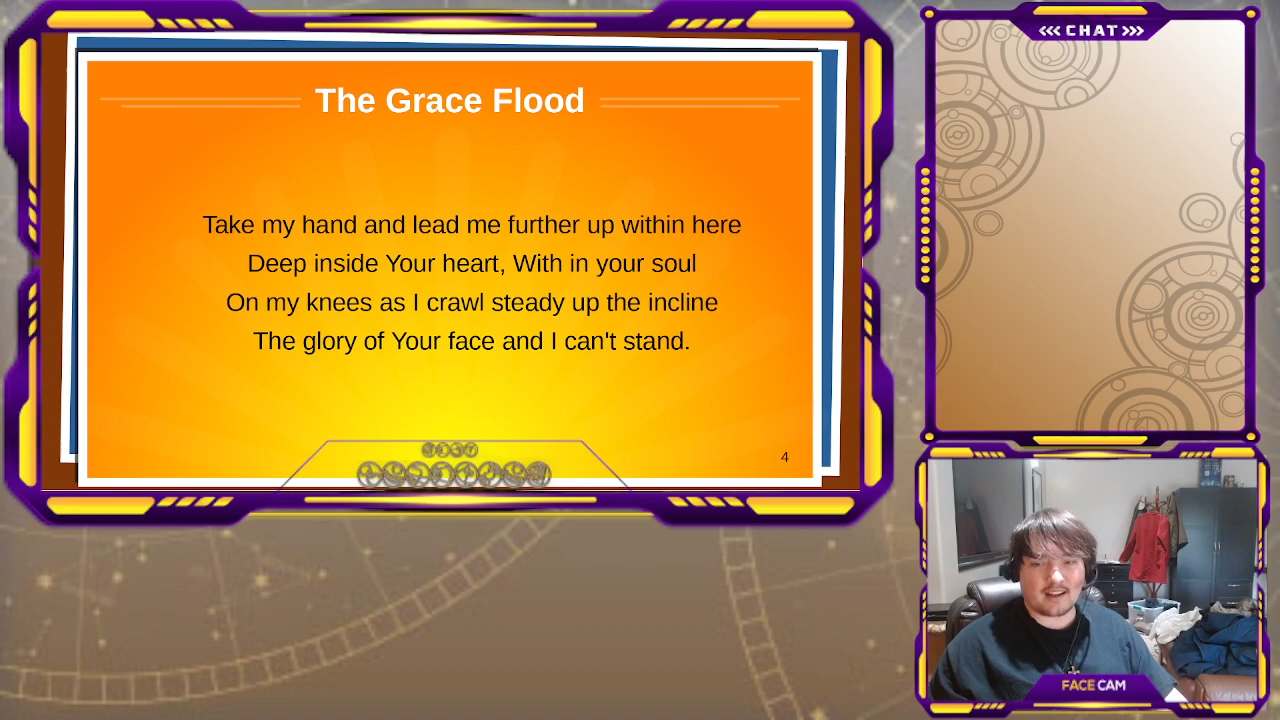 The Grace Flood
Take my hand and lead me further up within here
Deep inside Your heart, With in your soul
On my knees as I crawl steady up the incline
The glory of Your face and I can't stand.
4
CHAT
FACE CAM